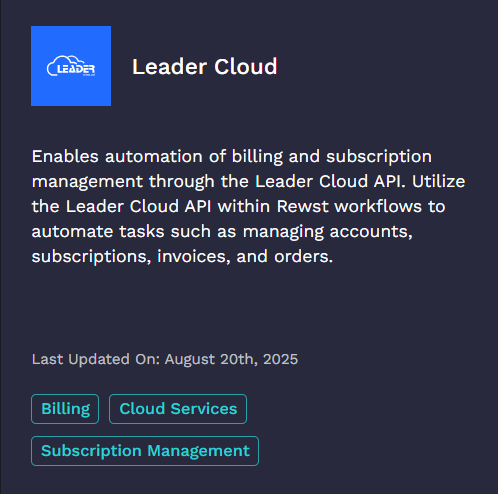 LEADER
Leader Cloud
Enables automation of billing and subscription
management through the Leader Cloud API. Utilize
the Leader Cloud API within Rewst workflows to
automate tasks such as managing accounts,
subscriptions, invoices, and orders.
Last Updated On: August 20th, 2025
Billing
Cloud Services
Subscription Management